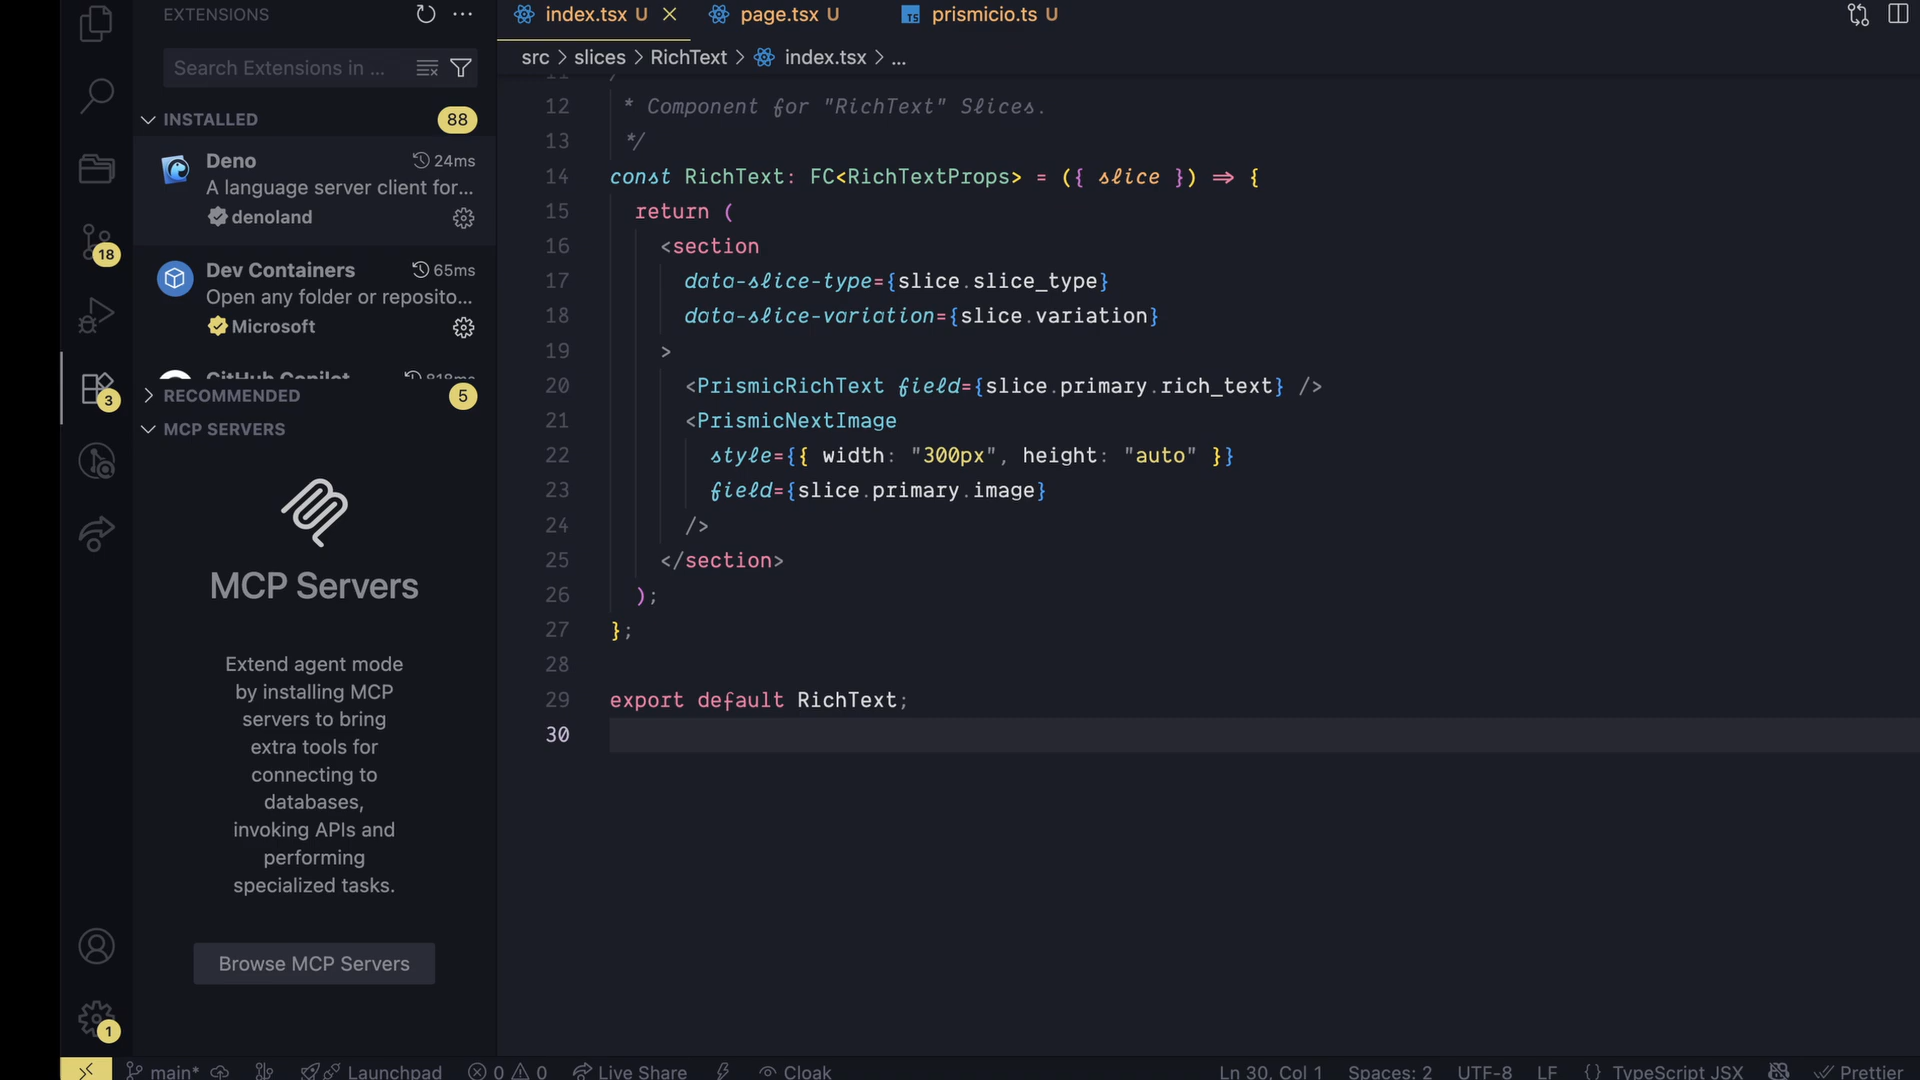 EXTENSIONS
Search Extensions in ...
INSTALLED 88
Deno 24ms
A language server client for...
denoland
Dev Containers 65ms
Open any folder or reposito...
Microsoft
GitHub Copilot 818ms
RECOMMENDED 5
MCP SERVERS
MCP Servers
Extend agent mode
by installing MCP
servers to bring
extra tools for
connecting to
databases,
invoking APIs and
performing
specialized tasks.
Browse MCP Servers
18
3
1
index.tsx U
page.tsx U
TS prismicio.ts U
src > slices > RichText > index.tsx > ...
11
12 * Component for "RichText" Slices.
13 */
14 const RichText: FC<RichTextProps> = ({ slice }) => {
15 return (
16 <section
17 data-slice-type={slice.slice_type}
18 data-slice-variation={slice.variation}
19 >
20 <PrismicRichText field={slice.primary.rich_text} />
21 <PrismicNextImage
22 style={{ width: "300px", height: "auto" }}
23 field={slice.primary.image}
24 />
25 </section>
26 );
27 };
28
29 export default RichText;
30
main* Launchpad 0 0 Live Share Cloak Ln 30, Col 1 Spaces: 2 UTF-8 LF {} TypeScript JSX Prettier